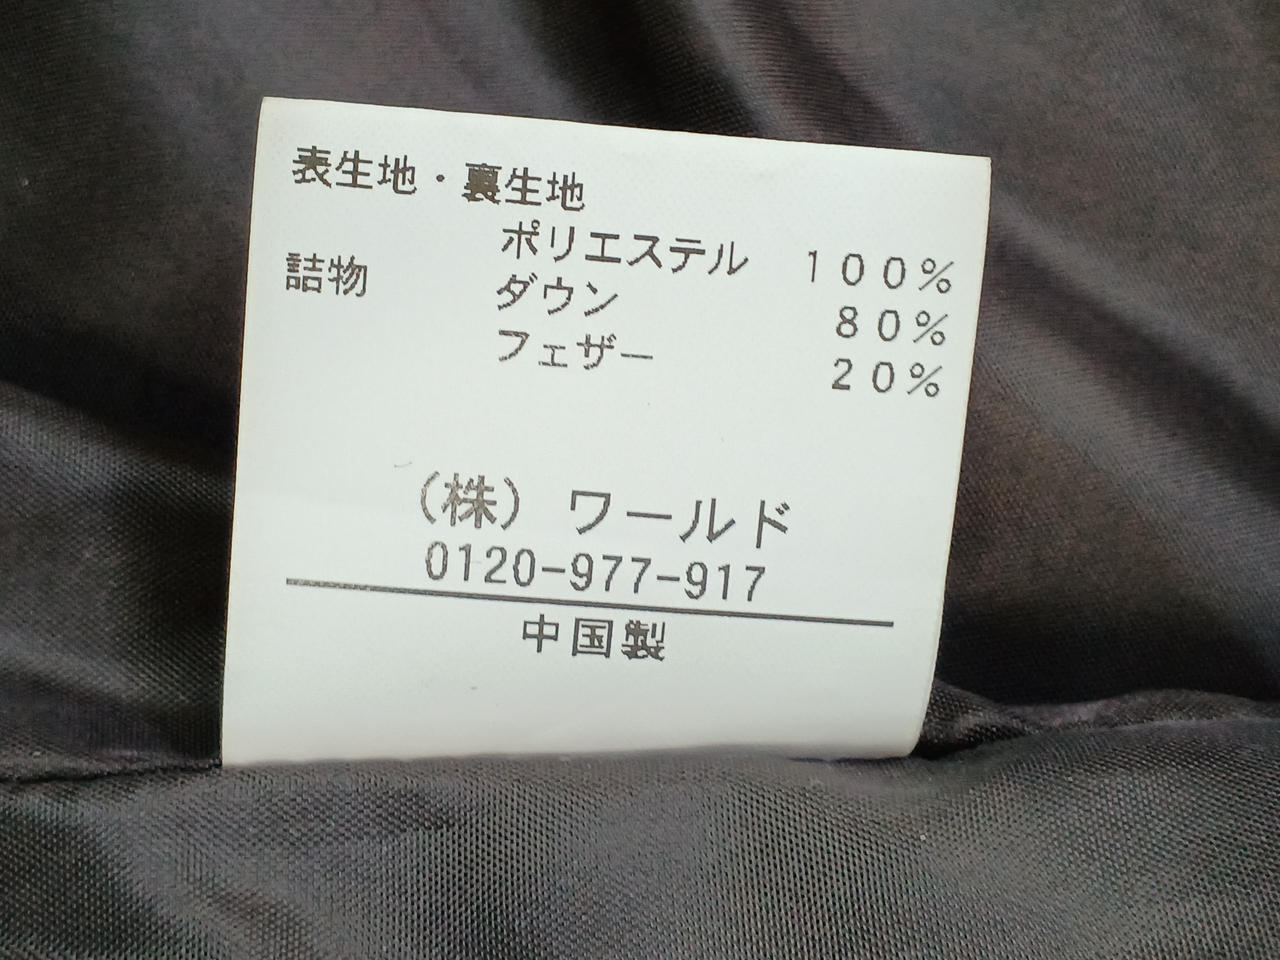 表生地・裏生地
ポリエステル 100%
詰物 ダウン 80%
フェザー 20%
(株) ワールド
0120-977-917
中国製